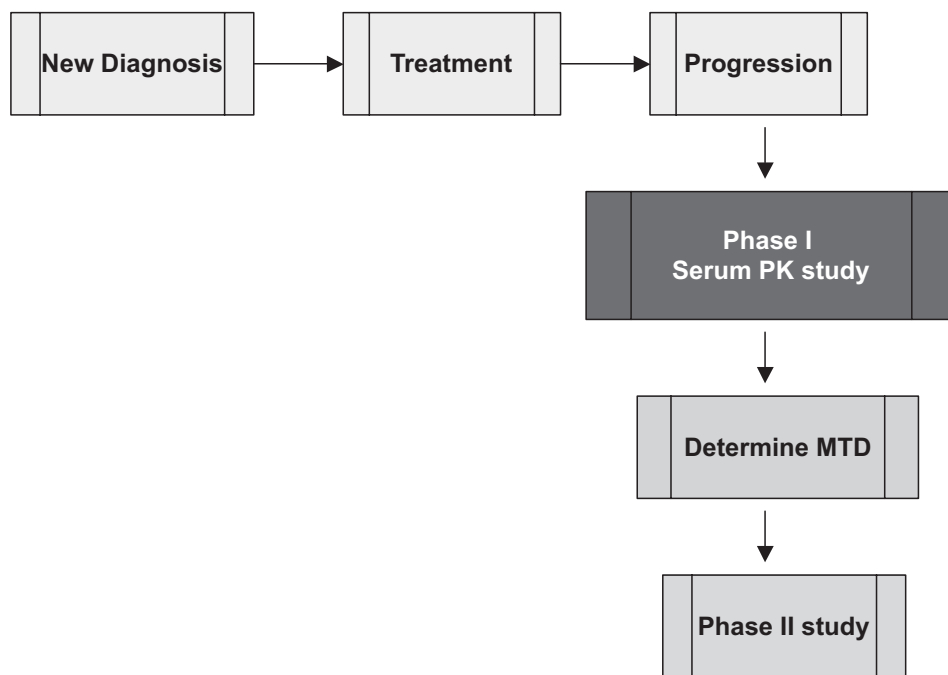 New Diagnosis
Treatment
Progression
Phase I
Serum PK study
Determine MTD
Phase II study